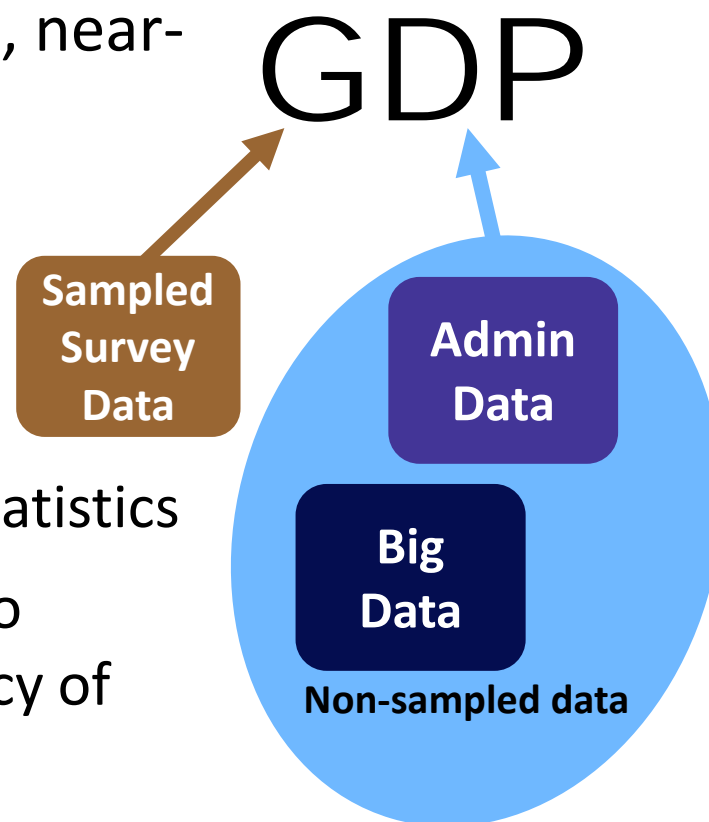 , near-
GDP
Sampled
Survey
Data
Admin
Data
atistics
Big
Data
o
cy of
Non-sampled data